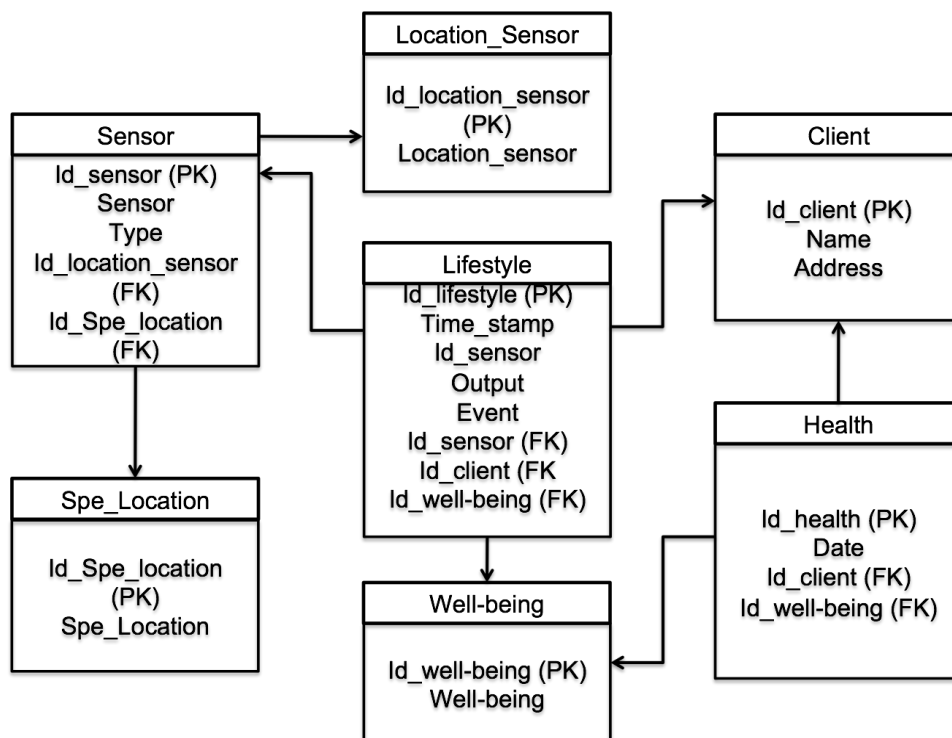 Location_Sensor
Id_location_sensor
(PK)
Location_sensor
Sensor
Id_sensor (PK)
Sensor
Type
Id_location_sensor
(FK)
Id_Spe_location
(FK)
Client
Id_client (PK)
Name
Address
Lifestyle
Id_lifestyle (PK)
Time_stamp
Id_sensor
Output
Event
Id_sensor (FK)
Id_client (FK
Id_well-being (FK)
Health
Id_health (PK)
Date
Id_client (FK)
Id_well-being (FK)
Spe_Location
Id_Spe_location
(PK)
Spe_Location
Well-being
Id_well-being (PK)
Well-being